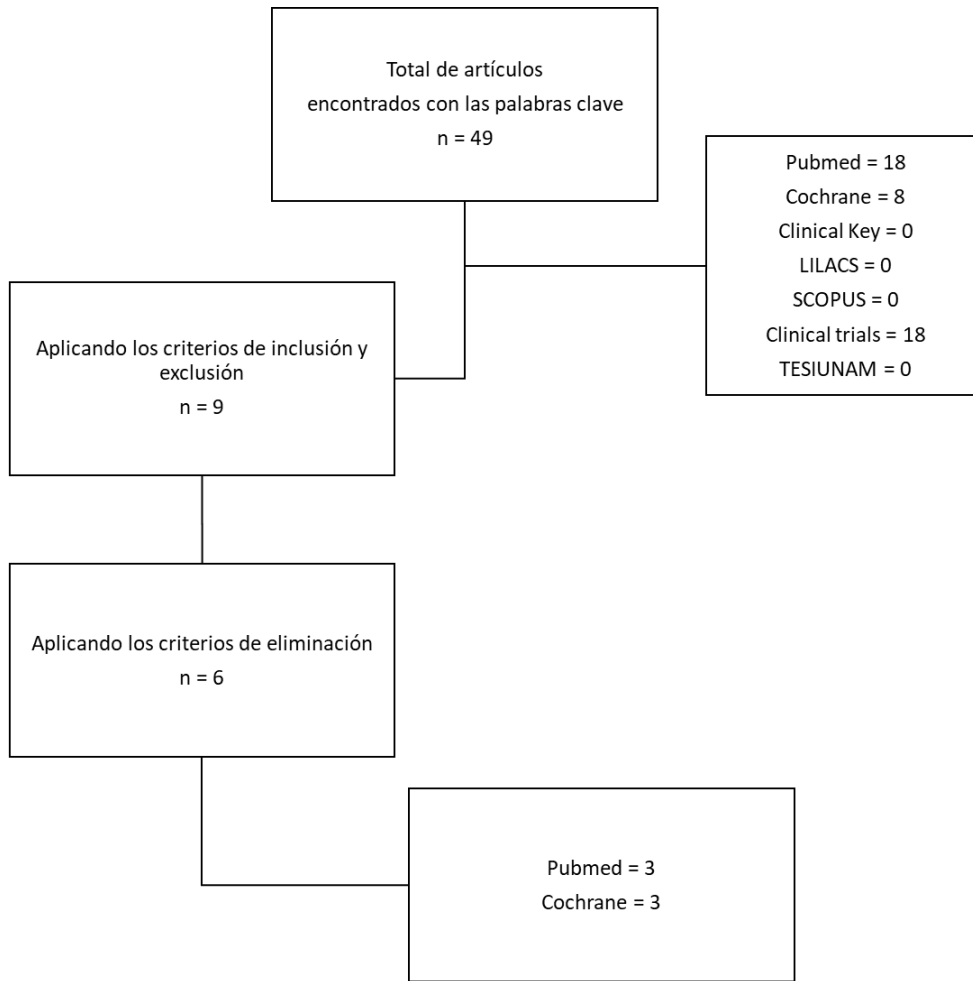 Total de artículos
encontrados con las palabras clave
n = 49
Pubmed = 18
Cochrane = 8
Clinical Key = 0
LILACS = 0
SCOPUS = 0
Clinical trials = 18
TESIUNAM = 0
Aplicando los criterios de inclusión y
exclusión
n = 9
Aplicando los criterios de eliminación
n = 6
Pubmed = 3
Cochrane = 3